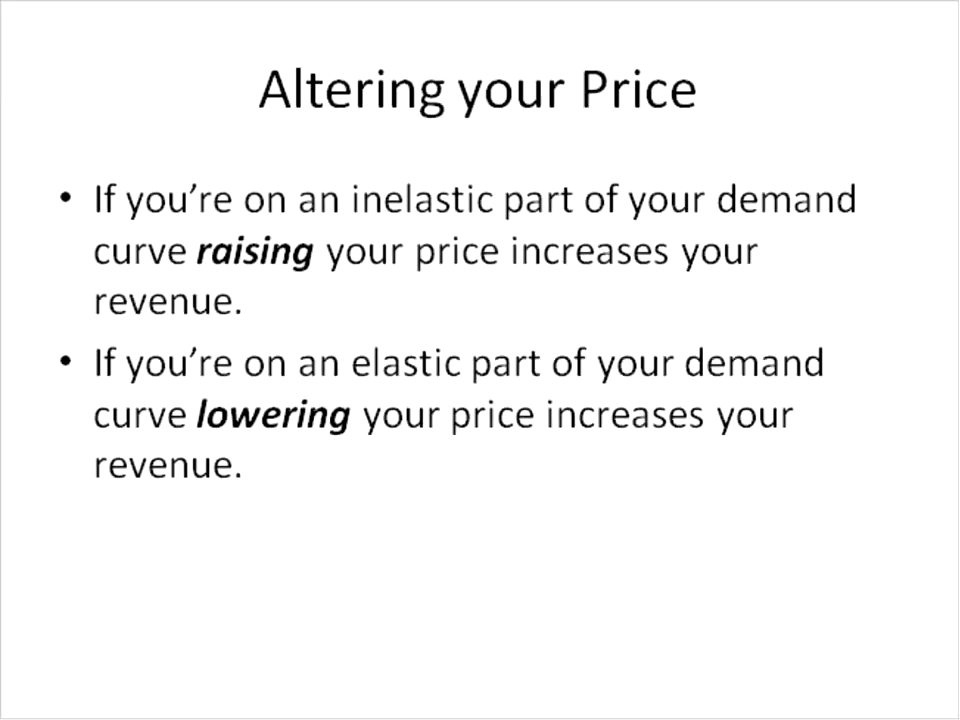 Altering your Price
• If you’re on an inelastic part of your demand
curve raising your price increases your
revenue.
• If you’re on an elastic part of your demand
curve lowering your price increases your
revenue.